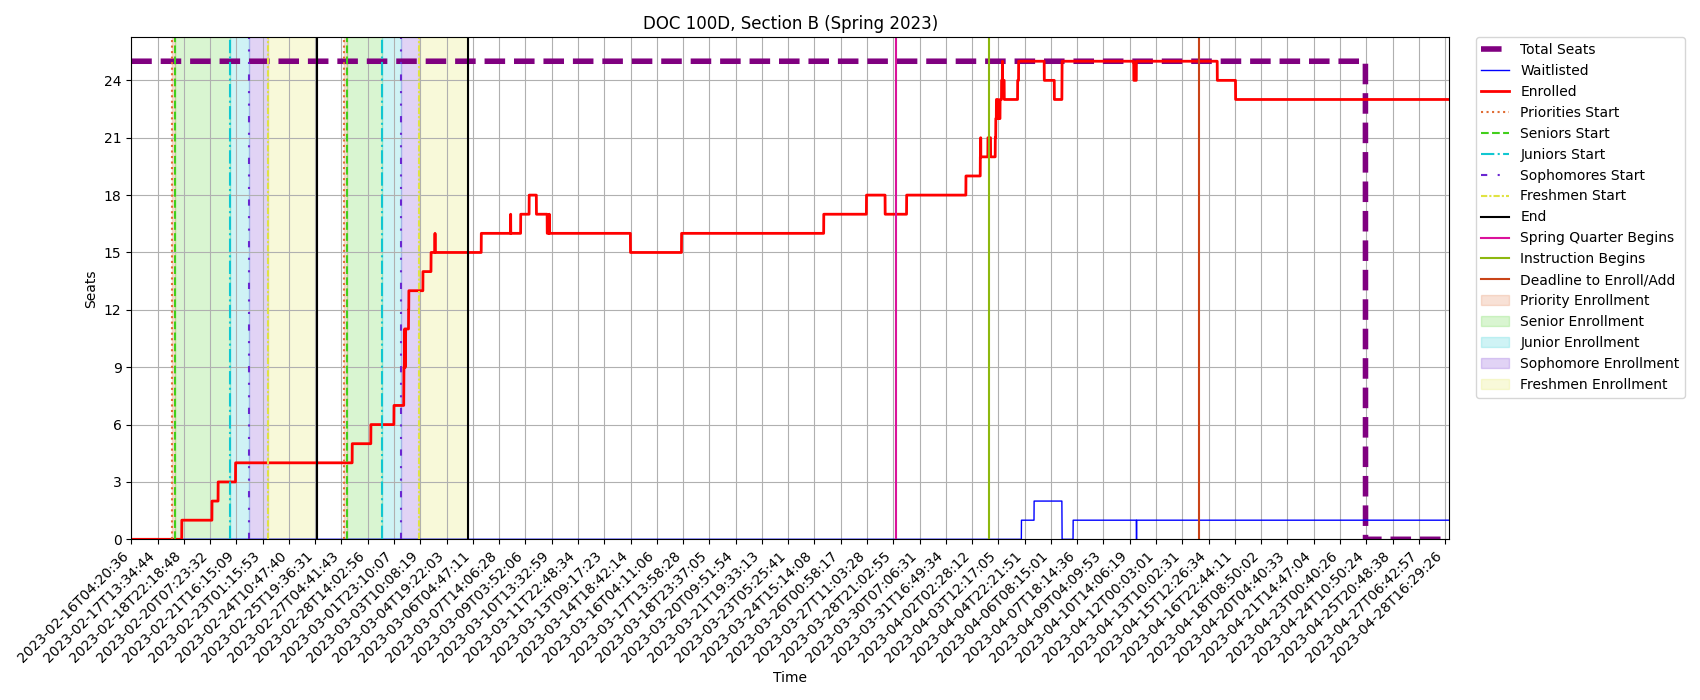 DOC 100D, Section B (Spring 2023)
Seats
24
21
18
15
12
9
6
3
0
2023-02-16T04:20:36
2023-02-17T13:34:44
2023-02-18T22:18:48
2023-02-20T07:23:32
2023-02-21T16:15:09
2023-02-23T01:15:53
2023-02-24T10:47:40
2023-02-25T19:36:31
2023-02-27T04:41:43
2023-02-28T14:02:56
2023-03-01T23:10:07
2023-03-03T10:08:19
2023-03-04T19:22:03
2023-03-06T04:47:11
2023-03-07T14:06:28
2023-03-09T03:52:06
2023-03-10T13:32:59
2023-03-11T22:48:34
2023-03-13T09:17:23
2023-03-14T18:42:14
2023-03-16T04:11:06
2023-03-17T13:58:28
2023-03-18T23:37:05
2023-03-20T09:51:54
2023-03-21T19:33:13
2023-03-23T05:25:41
2023-03-24T15:14:08
2023-03-26T00:58:17
2023-03-27T11:03:28
2023-03-28T21:02:55
2023-03-30T07:06:31
2023-03-31T16:49:34
2023-04-02T02:28:12
2023-04-03T12:17:05
2023-04-04T22:21:51
2023-04-06T08:15:01
2023-04-07T18:14:36
2023-04-09T04:09:53
2023-04-10T14:06:19
2023-04-12T00:03:01
2023-04-13T10:02:31
2023-04-15T12:26:34
2023-04-16T22:44:11
2023-04-18T08:50:02
2023-04-20T04:40:33
2023-04-21T14:47:04
2023-04-23T00:40:26
2023-04-24T10:50:24
2023-04-25T20:48:38
2023-04-27T06:42:57
2023-04-28T16:29:26
Time
Total Seats
Waitlisted
Enrolled
Priorities Start
Seniors Start
Juniors Start
Sophomores Start
Freshmen Start
End
Spring Quarter Begins
Instruction Begins
Deadline to Enroll/Add
Priority Enrollment
Senior Enrollment
Junior Enrollment
Sophomore Enrollment
Freshmen Enrollment